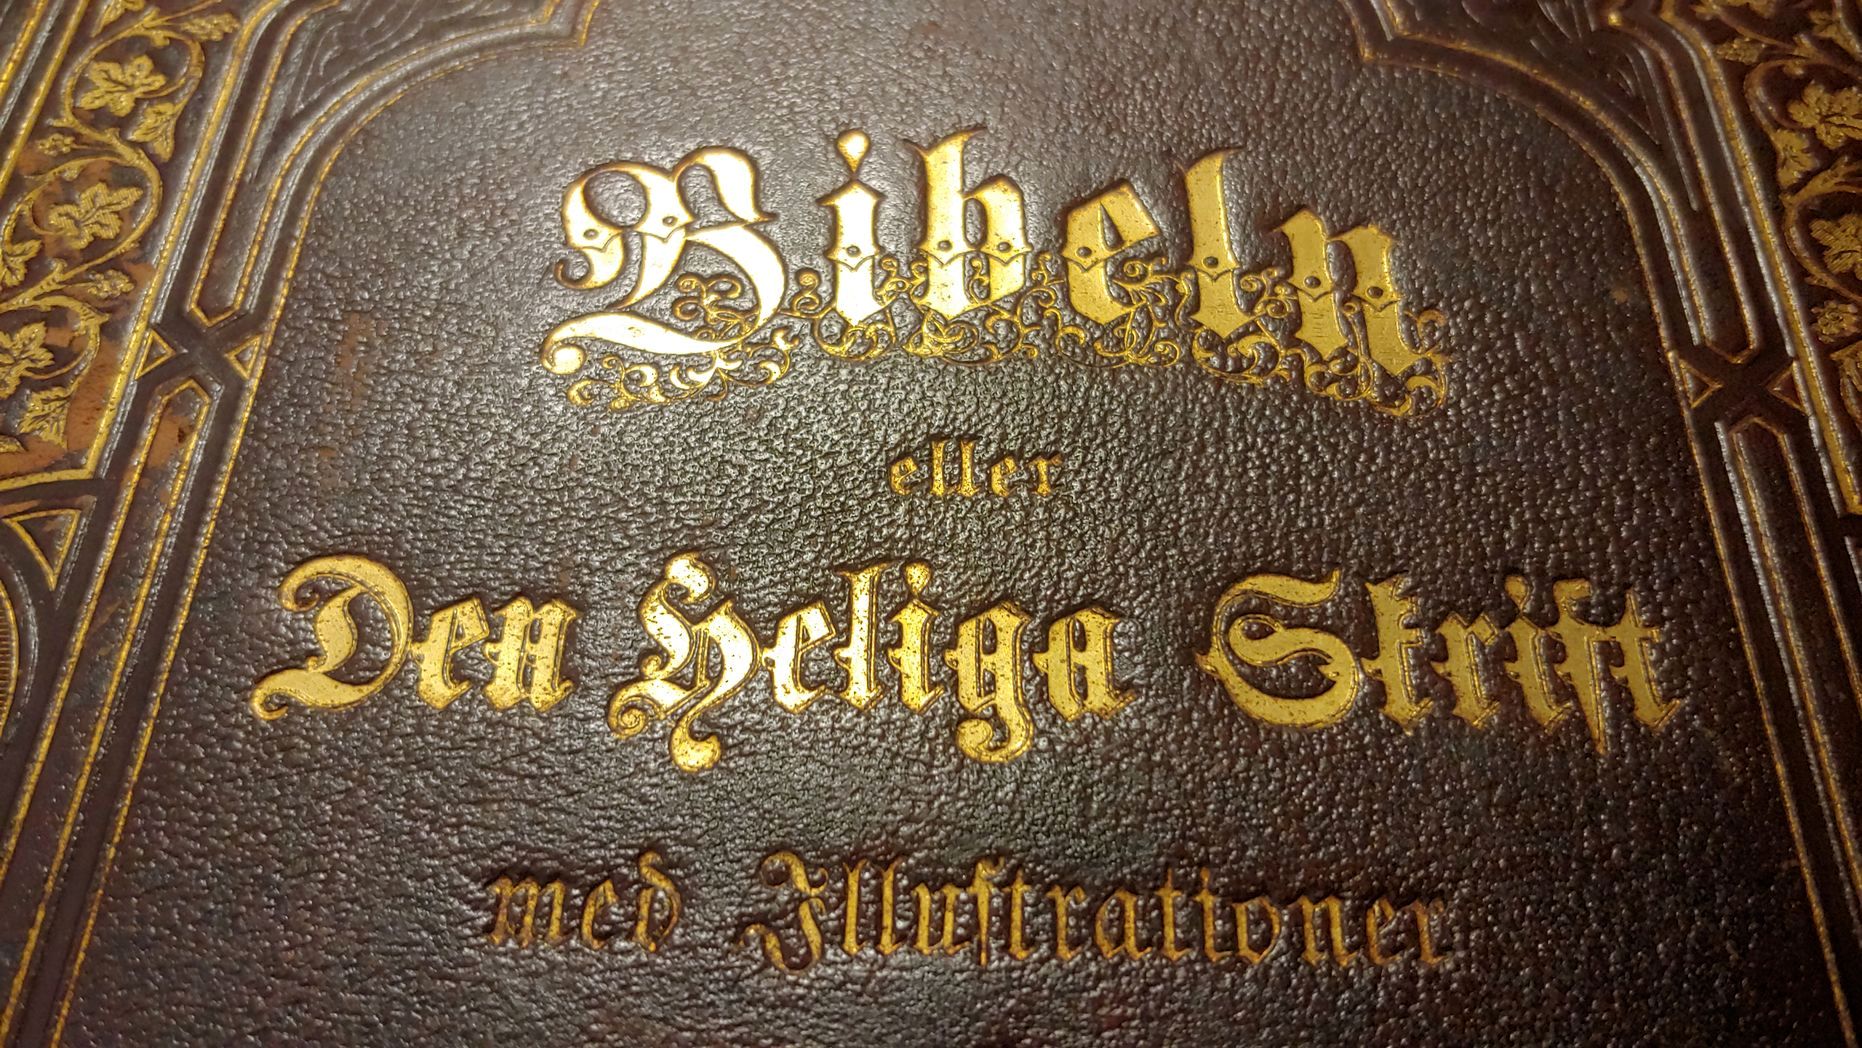 Bibeln
eller
Den Heliga Skrift
med Illustrationer